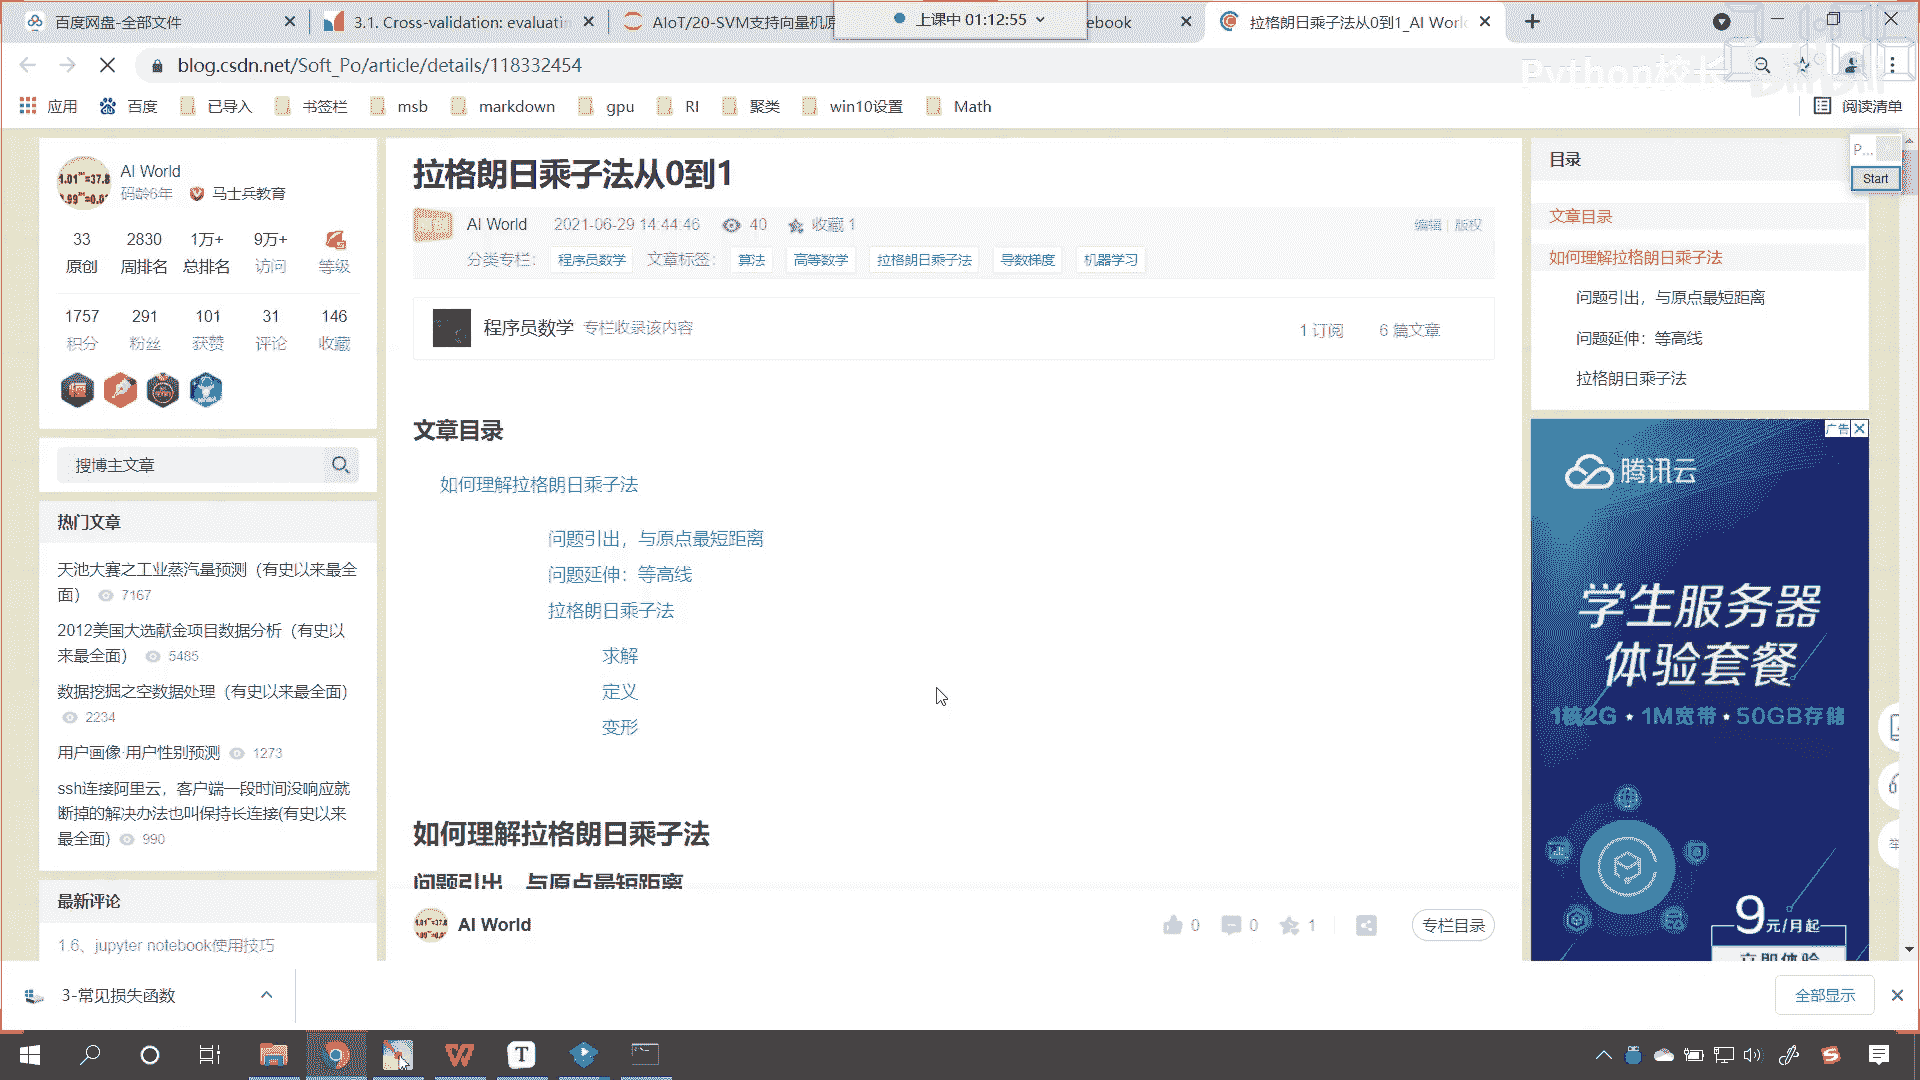 百度网盘-全部文件
3.1. Cross-validation: evaluatin
AIoT/20-SVM支持向量机原
上课中 01:12:55
ebook
拉格朗日乘子法从0到1_AI Worl
blog.csdn.net/Soft_Po/article/details/118332454
Python校长
bilibili
应用
百度
已导入
书签栏
msb
markdown
gpu
RI
聚类
win10设置
Math
阅读清单
AI World
码龄6年 马士兵教育
33 2830 1万+ 9万+
原创 周排名 总排名 访问 等级
1757 291 101 31 146
积分 粉丝 获赞 评论 收藏
搜博主文章
热门文章
天池大赛之工业蒸汽量预测（有史以来最全
面） 7167
2012美国大选献金项目数据分析（有史以
来最全面） 5485
数据挖掘之空数据处理（有史以来最全面）
2234
用户画像·用户性别预测 1273
ssh连接阿里云，客户端一段时间没响应就
断掉的解决办法也叫保持长连接(有史以来
最全面) 990
最新评论
1.6、jupyter notebook使用技巧
拉格朗日乘子法从0到1
AI World 2021-06-29 14:44:46 40 收藏 1
编辑 版权
分类专栏： 程序员数学 文章标签： 算法 高等数学 拉格朗日乘子法 导数梯度 机器学习
程序员数学 专栏收录该内容
1 订阅 6 篇文章
文章目录
如何理解拉格朗日乘子法
问题引出，与原点最短距离
问题延伸：等高线
拉格朗日乘子法
求解
定义
变形
如何理解拉格朗日乘子法
问题引出，与原点最短距离
AI World
0 0 1
专栏目录
目录
P...
Start
文章目录
如何理解拉格朗日乘子法
问题引出，与原点最短距离
问题延伸：等高线
拉格朗日乘子法
广告
腾讯云
学生服务器
体验套餐
1核2G · 1M宽带 · 50GB存储
9元/月起
立即体验
3-常见损失函数
全部显示